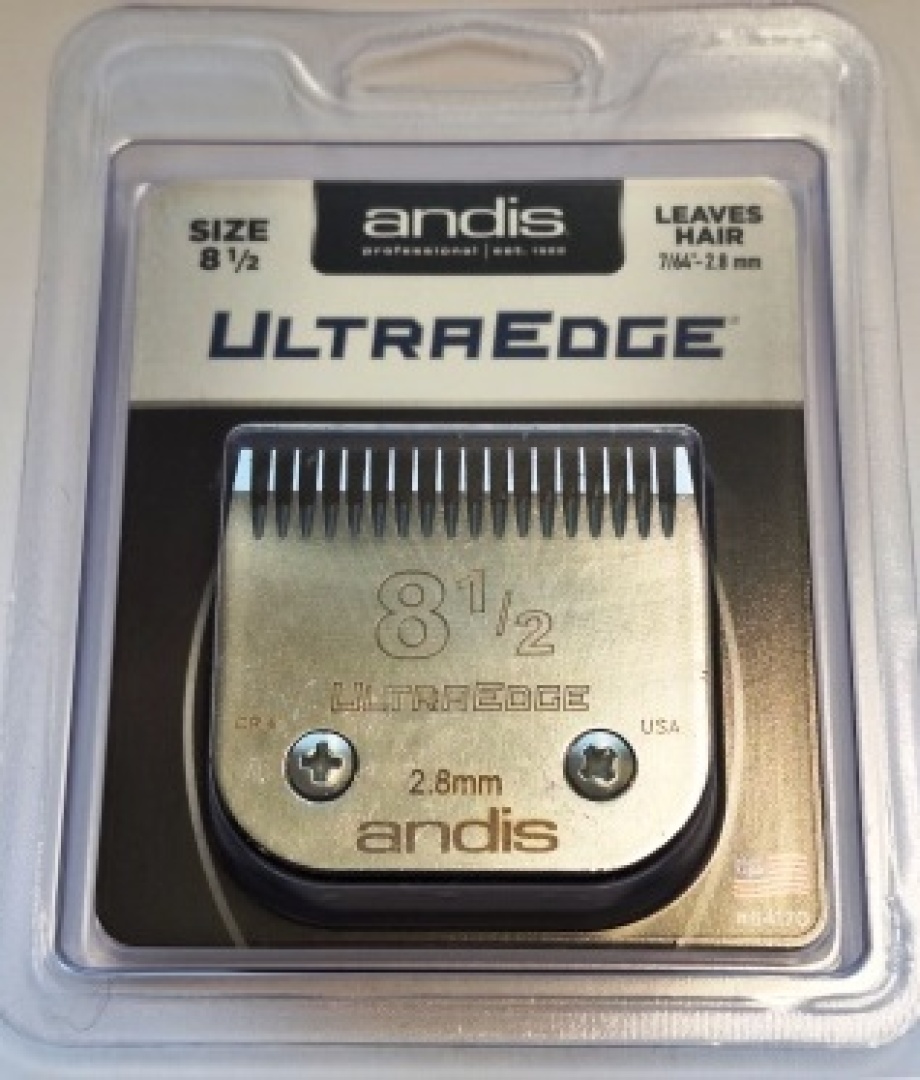 SIZE
8 1/2
andis
professional | est. 1922
LEAVES
HAIR
7/64"-2.8 mm
ULTRAEDGE
8 1/2
ULTRAEDGE
USA
2.8mm
andis
#64170